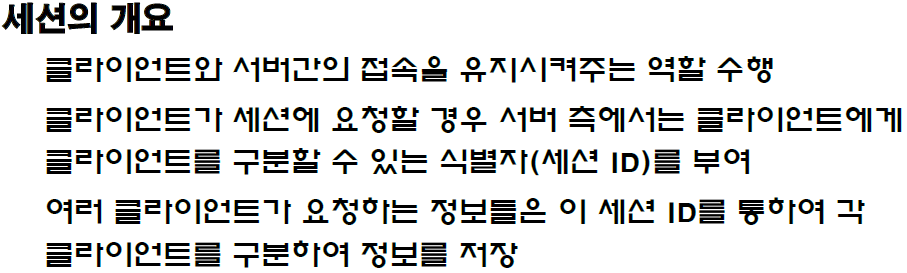 세션의 개요
클라이언트와 서버간의 접속을 유지시켜주는 역할 수행
클라이언트가 세션에 요청할 경우 서버 측에서는 클라이언트에게
클라이언트를 구분할 수 있는 식별자(세션 ID)를 부여
여러 클라이언트가 요청하는 정보들은 이 세션 ID를 통하여 각
클라이언트를 구분하여 정보를 저장